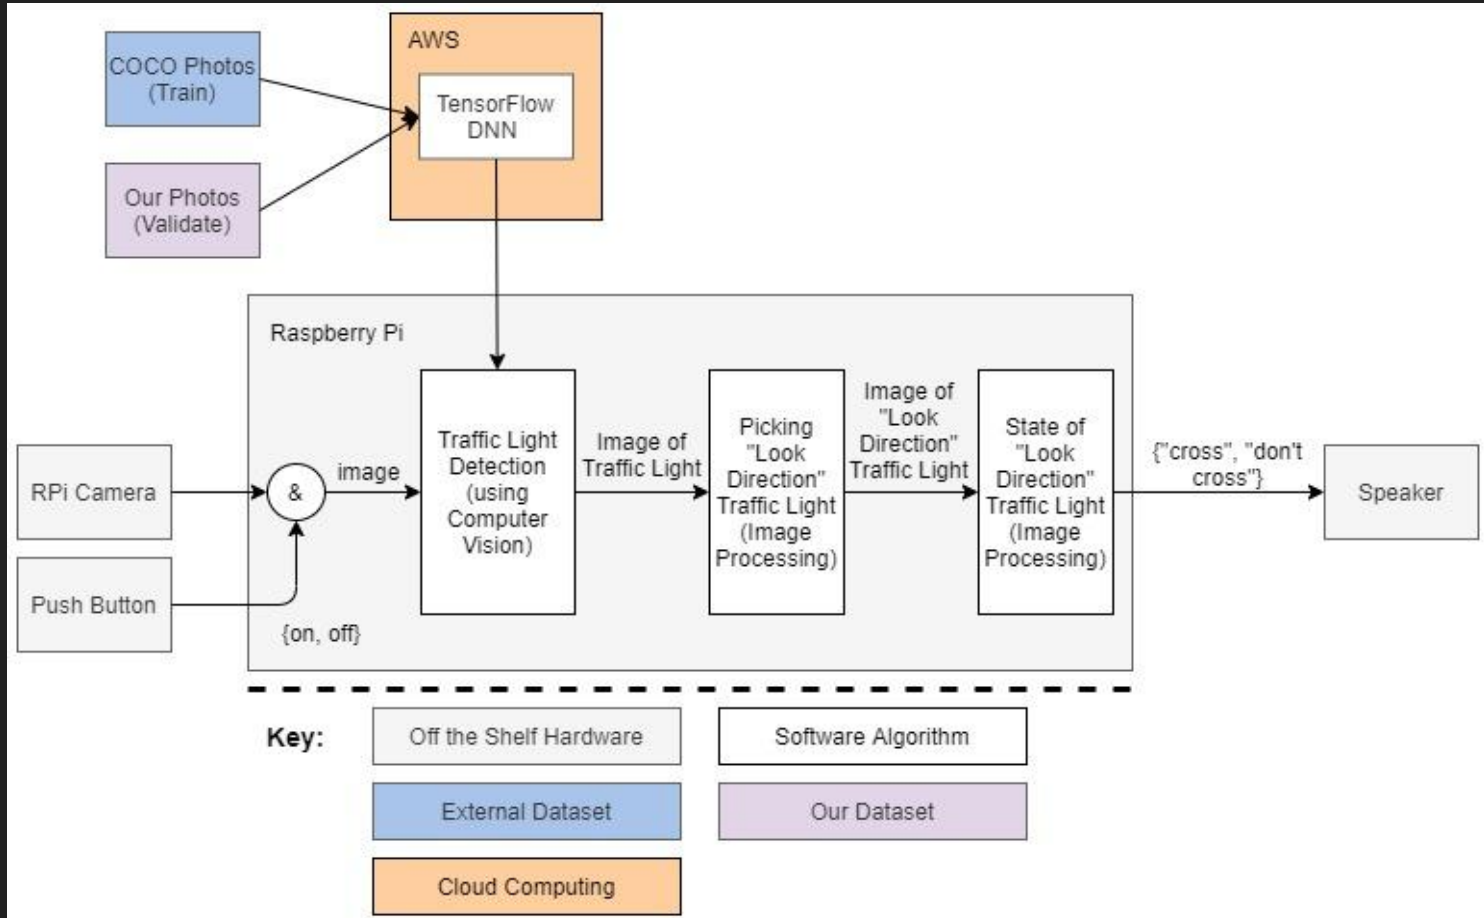 AWS
COCO Photos
(Train)
TensorFlow
DNN
Our Photos
(Validate)
Raspberry Pi
RPi Camera
Push Button
&
{on, off}
image
Traffic Light
Detection
(using
Computer
Vision)
Image of
Traffic Light
Picking
"Look
Direction"
Traffic Light
(Image
Processing)
Image of
"Look
Direction"
Traffic Light
State of
"Look
Direction"
Traffic Light
(Image
Processing)
{"cross", "don't
cross"}
Speaker
Key:
Off the Shelf Hardware
Software Algorithm
External Dataset
Our Dataset
Cloud Computing